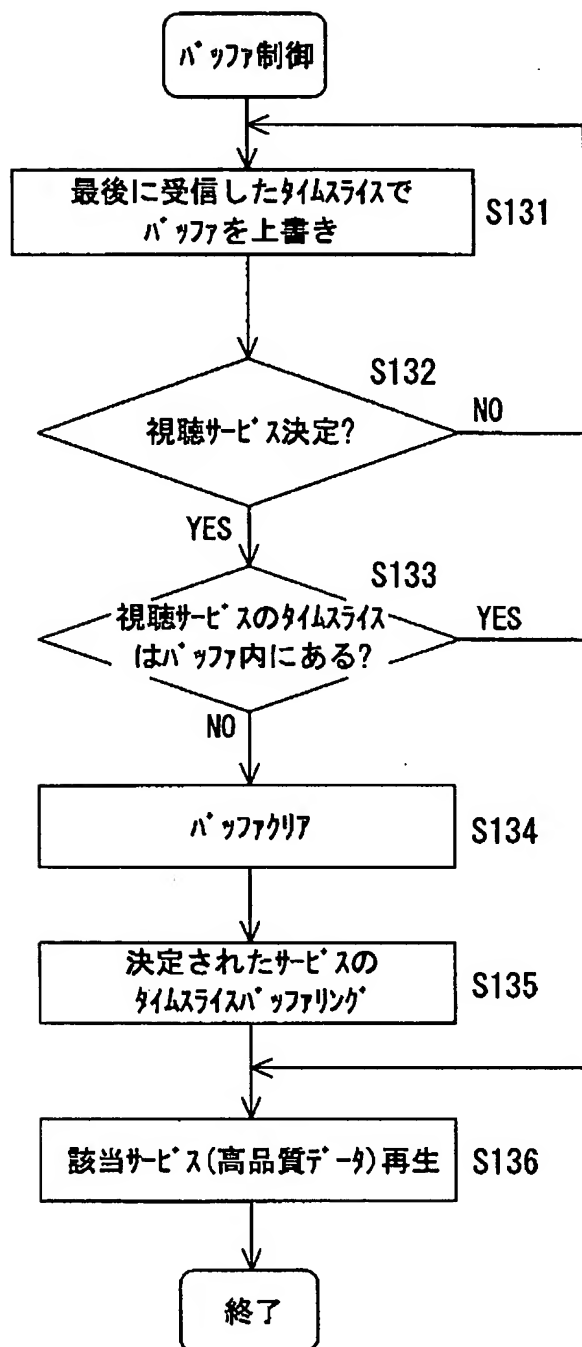 ﾊﾞｯﾌｧ制御
最後に受信したﾀｲﾑｽﾗｲｽで
ﾊﾞｯﾌｧを上書き
S131
S132
視聴ｻｰﾋﾞｽ決定?
NO
YES
S133
視聴ｻｰﾋﾞｽのﾀｲﾑｽﾗｲｽ
はﾊﾞｯﾌｧ内にある?
YES
NO
ﾊﾞｯﾌｧｸﾘｱ
S134
決定されたｻｰﾋﾞｽの
ﾀｲﾑｽﾗｲｽﾊﾞｯﾌｧﾘﾝｸﾞ
S135
該当ｻｰﾋﾞｽ(高品質ﾃﾞｰﾀ)再生
S136
終了